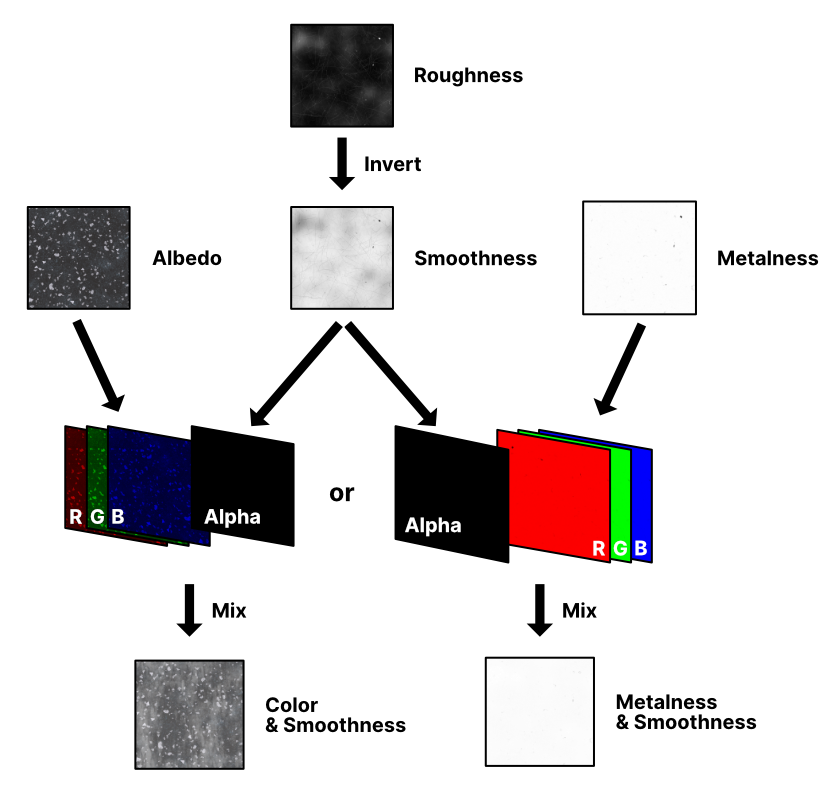 Roughness
Invert
Albedo
Smoothness
Metalness
R G B
Alpha
or
Alpha
R G B
Mix
Mix
Color
& Smoothness
Metalness
& Smoothness